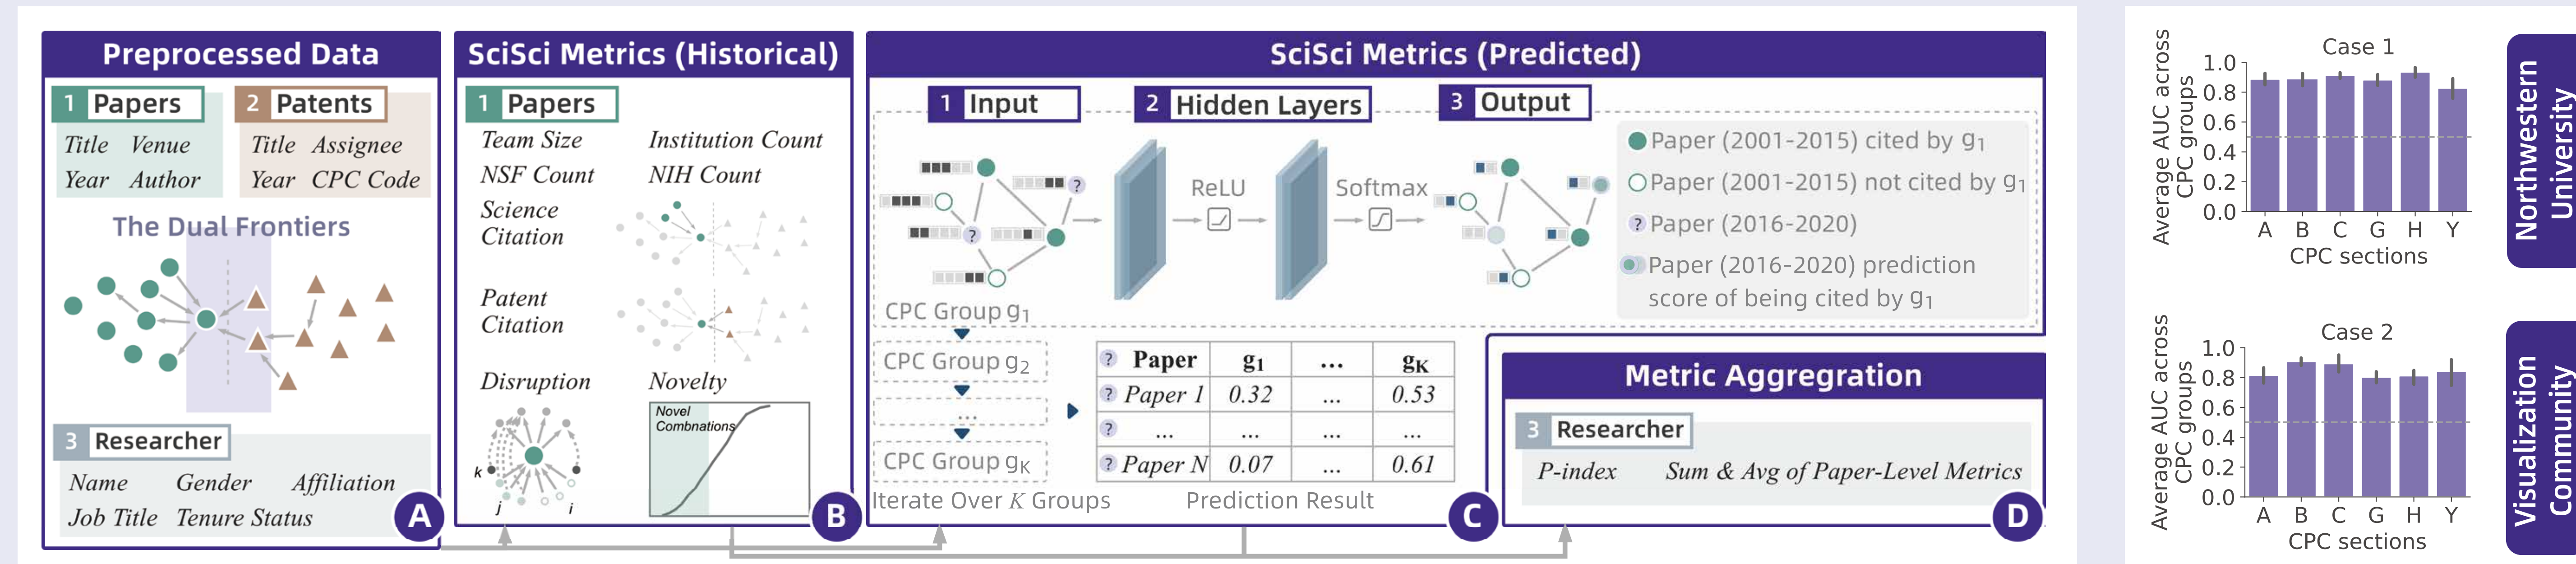 Preprocessed Data
1 Papers
Title Venue
Year Author
2 Patents
Title Assignee
Year CPC Code
The Dual Frontiers
3 Researcher
Name Gender Affiliation
Job Title Tenure Status
A
SciSci Metrics (Historical)
1 Papers
Team Size Institution Count
NSF Count NIH Count
Science
Citation
Patent
Citation
Disruption Novelty
k
j
i
Novel
Combnations
B
SciSci Metrics (Predicted)
1 Input
2 Hidden Layers
3 Output
?
?
ReLU
Softmax
Paper (2001-2015) cited by g1
Paper (2001-2015) not cited by g1
? Paper (2016-2020)
Paper (2016-2020) prediction
score of being cited by g1
CPC Group g1
CPC Group g2
...
CPC Group gK
Iterate Over K Groups
? Paper g1 ... gK
? Paper 1 0.32 ... 0.53
? ... ... ... ...
? Paper N 0.07 ... 0.61
Prediction Result
C
Metric Aggregration
3 Researcher
P-index Sum & Avg of Paper-Level Metrics
D
Case 1
Average AUC across
CPC groups
1.0
0.8
0.6
0.4
0.2
0.0
A B C G H Y
CPC sections
Northwestern
University
Case 2
Average AUC across
CPC groups
1.0
0.8
0.6
0.4
0.2
0.0
A B C G H Y
CPC sections
Visualization
Community